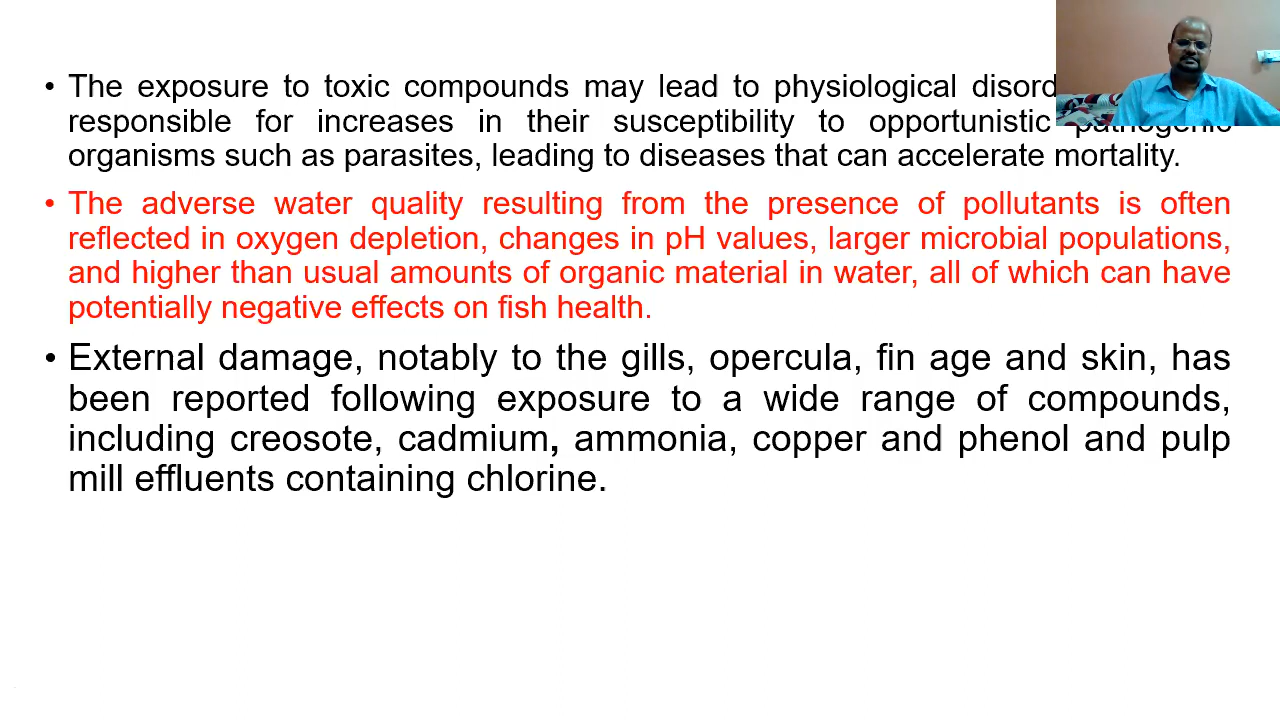 • The exposure to toxic compounds may lead to physiological
responsible for increases in their susceptibility to opportunistic
organisms such as parasites, leading to diseases that can accelerate mortality.
• The adverse water quality resulting from the presence of pollutants is often
reflected in oxygen depletion, changes in pH values, larger microbial populations,
and higher than usual amounts of organic material in water, all of which can have
potentially negative effects on fish health.
• External damage, notably to the gills, opercula, fin age and skin, has
been reported following exposure to a wide range of compounds,
including creosote, cadmium, ammonia, copper and phenol and pulp
mill effluents containing chlorine.